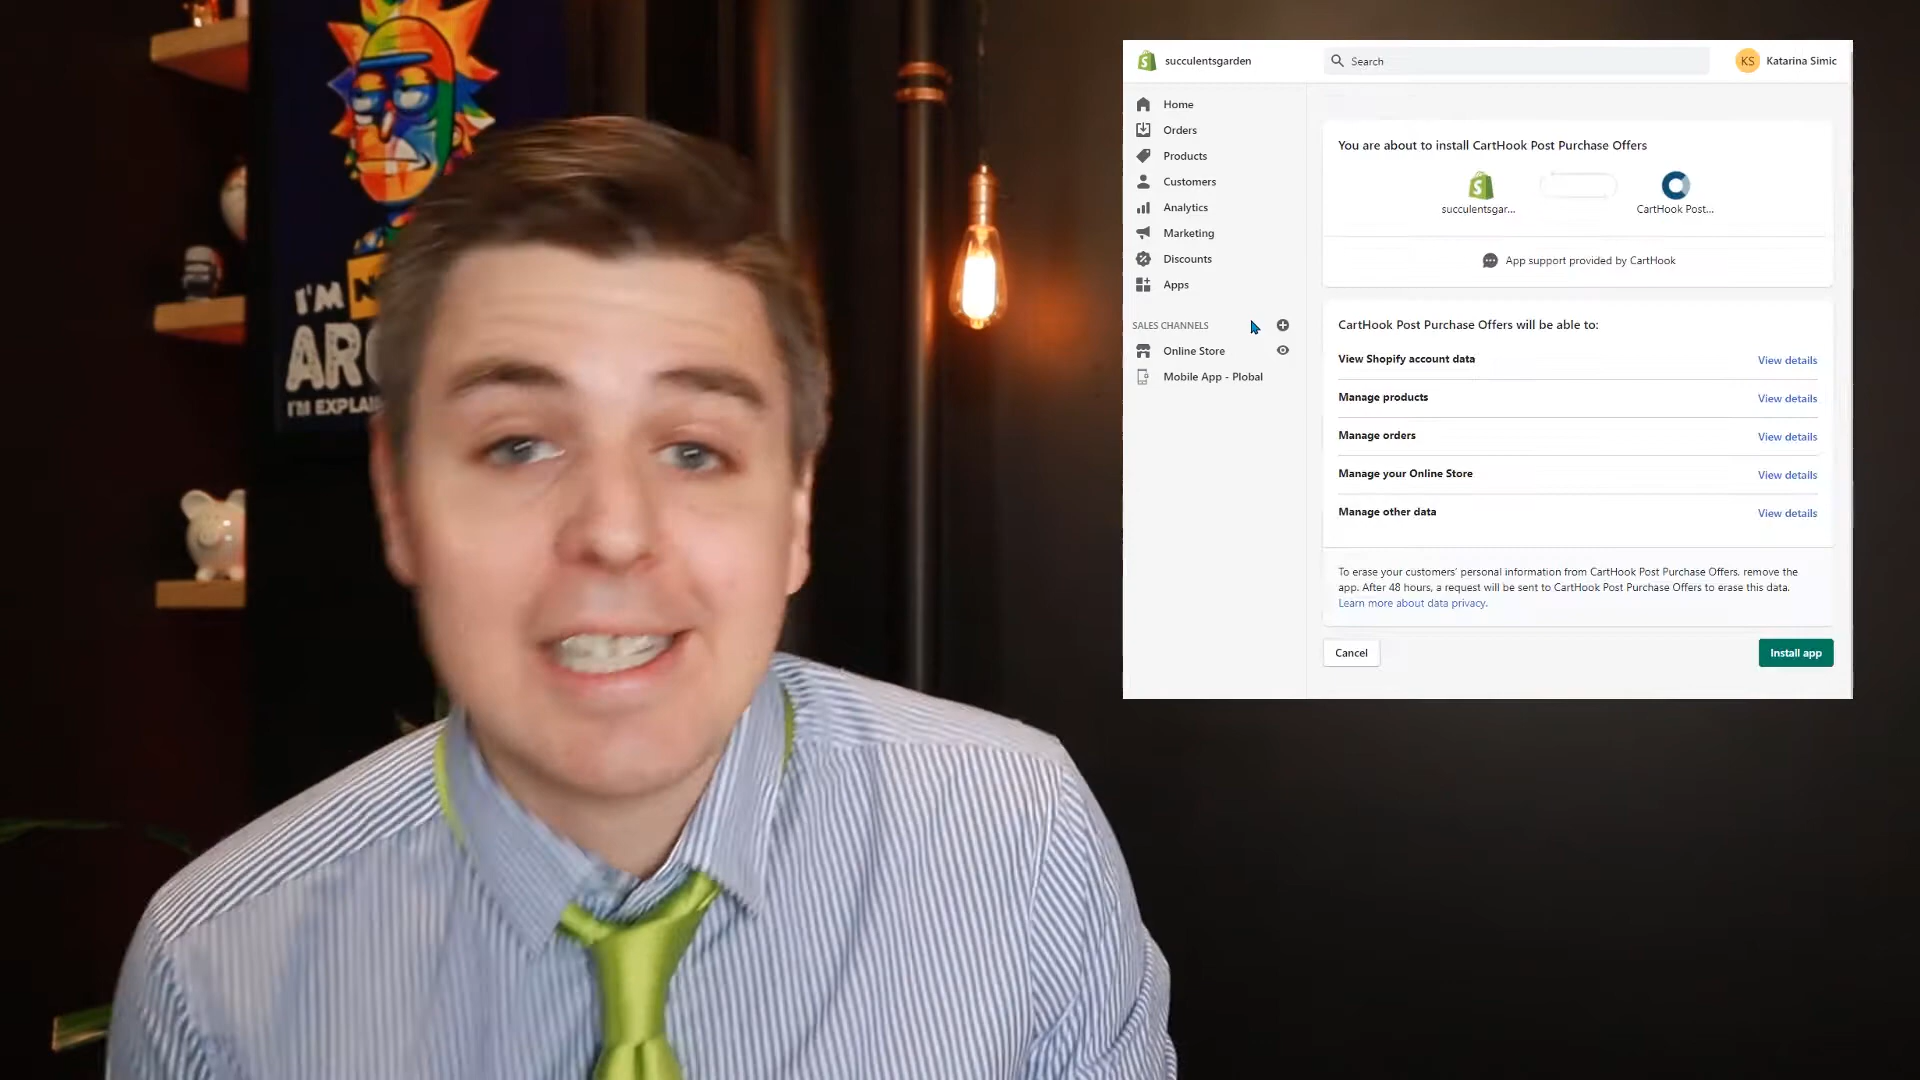 I'M
AR
I'M EXPLAI
succulentsgarden
Search
KS
Katarina Simic
Home
Orders
Products
Customers
Analytics
Marketing
Discounts
Apps
SALES CHANNELS
Online Store
Mobile App - Plobal
You are about to install CartHook Post Purchase Offers
succulentsgar...
CartHook Post...
App support provided by CartHook
CartHook Post Purchase Offers will be able to:
View Shopify account data
View details
Manage products
View details
Manage orders
View details
Manage your Online Store
View details
Manage other data
View details
To erase your customers' personal information from CartHook Post Purchase Offers, remove the
app. After 48 hours, a request will be sent to CartHook Post Purchase Offers to erase this data.
Learn more about data privacy.
Cancel
Install app